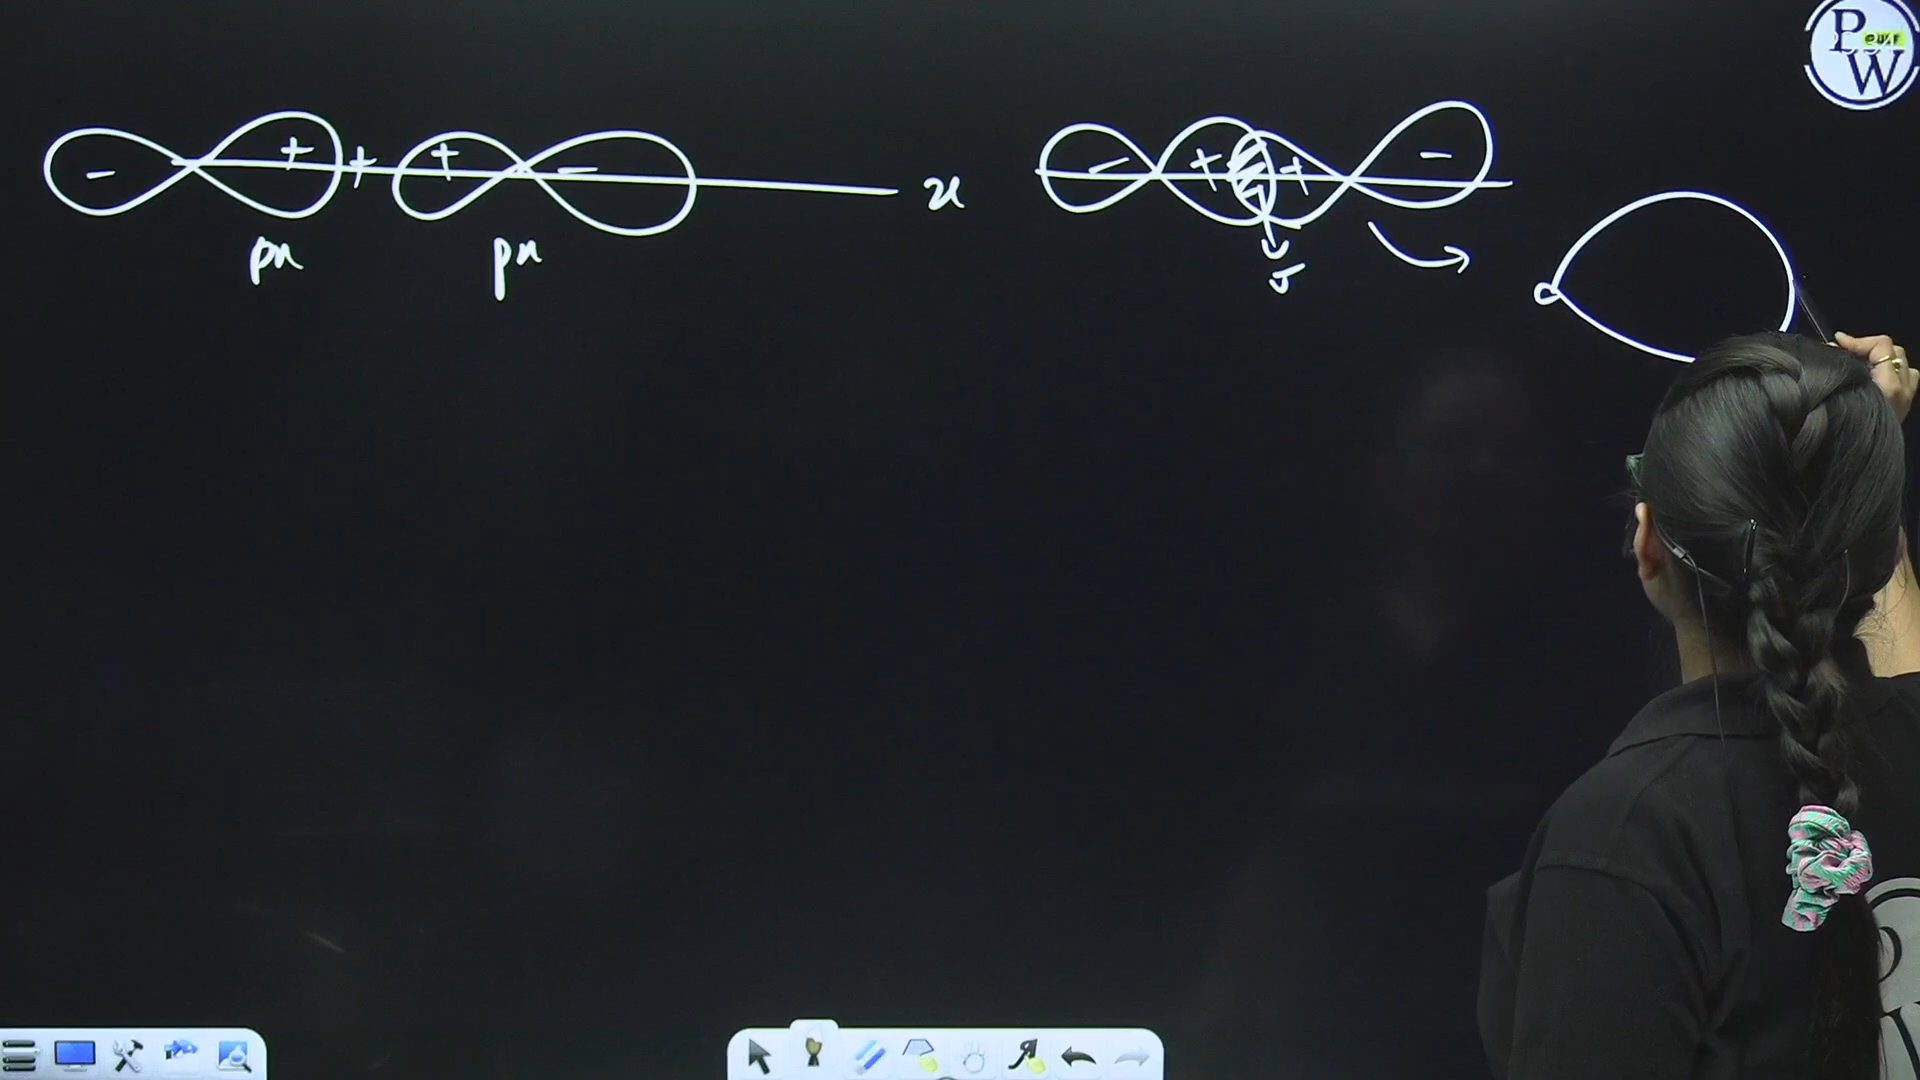 - + + + - x
- + + -
px px
σ
P W